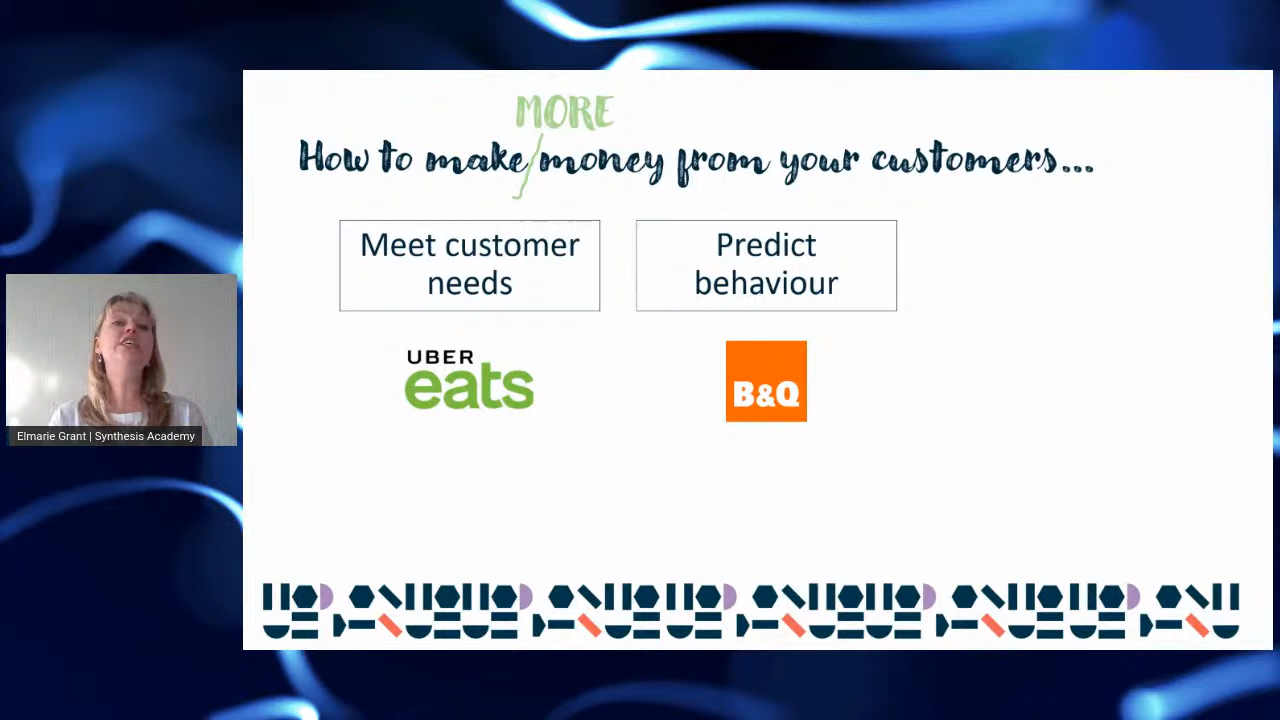 MORE
How to make money from your customers...
Meet customer
needs
Predict
behaviour
UBER
eats
B&Q
Elmarie Grant | Synthesis Academy